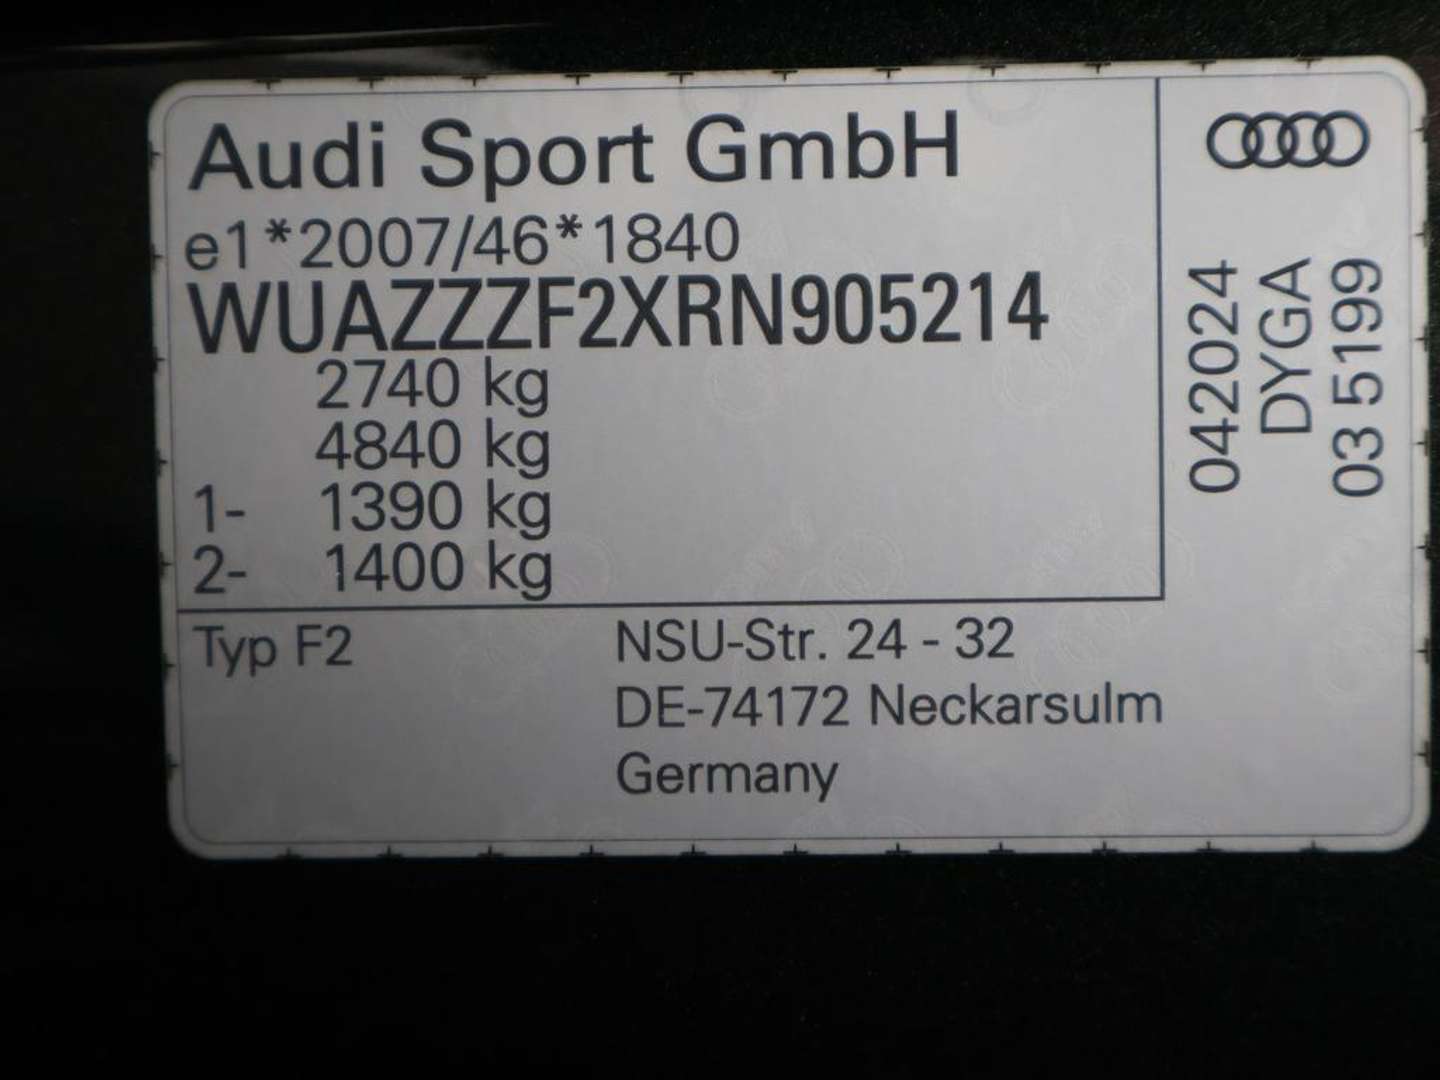 Audi Sport GmbH
e1*2007/46*1840
WUAZZZF2XRN905214
2740 kg
4840 kg
1- 1390 kg
2- 1400 kg
Typ F2
NSU-Str. 24 - 32
DE-74172 Neckarsulm
Germany
042024
DYGA
03 5199